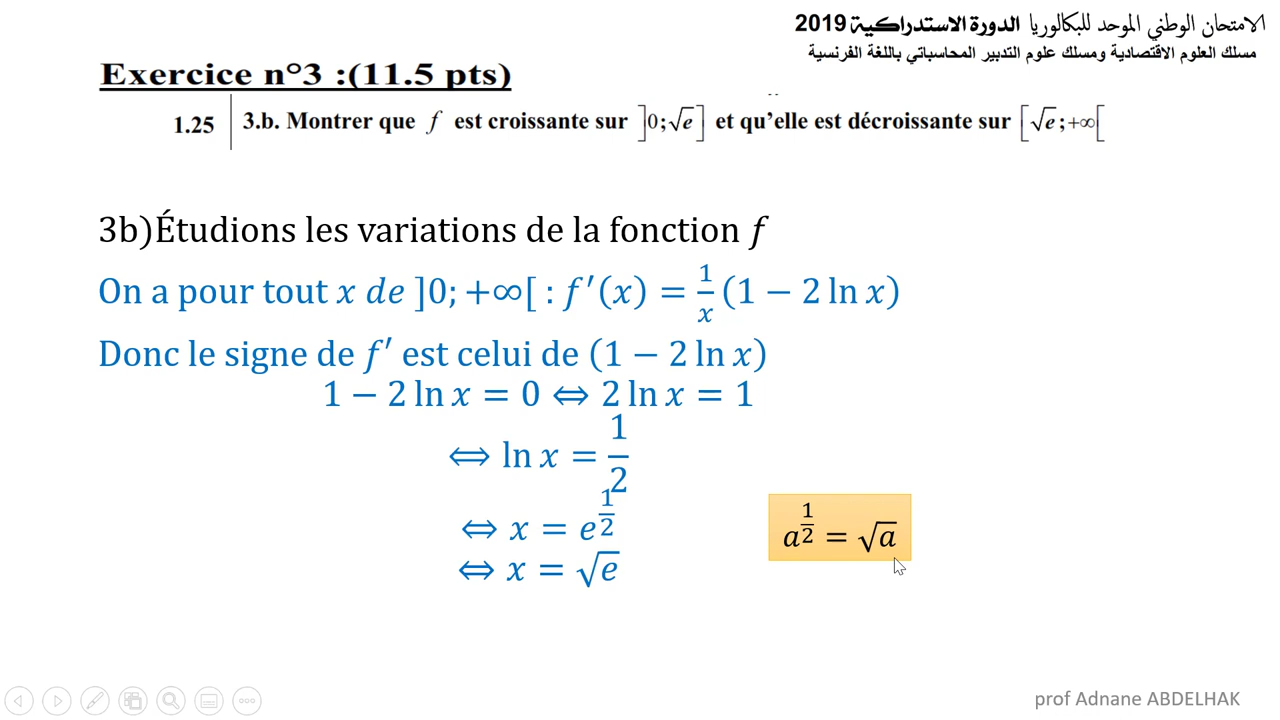 الامتحان الوطني الموحد للبكالوريا الدورة الاستدراكية 2019
مسلك العلوم الاقتصادية ومسلك علوم التدبير المحاسباتي باللغة الفرنسية
Exercice n°3 :(11.5 pts)
1.25 3.b. Montrer que f est croissante sur ]0;√e] et qu'elle est décroissante sur [√e;+∞[
3b)Étudions les variations de la fonction f
On a pour tout x de ]0; +∞[ : f′(x) = 1/x (1 − 2 ln x)
Donc le signe de f′ est celui de (1 − 2 ln x)
1 − 2 ln x = 0 ⇔ 2 ln x = 1
⇔ ln x = 1/2
⇔ x = e^(1/2)
a^(1/2) = √a
⇔ x = √e
prof Adnane ABDELHAK